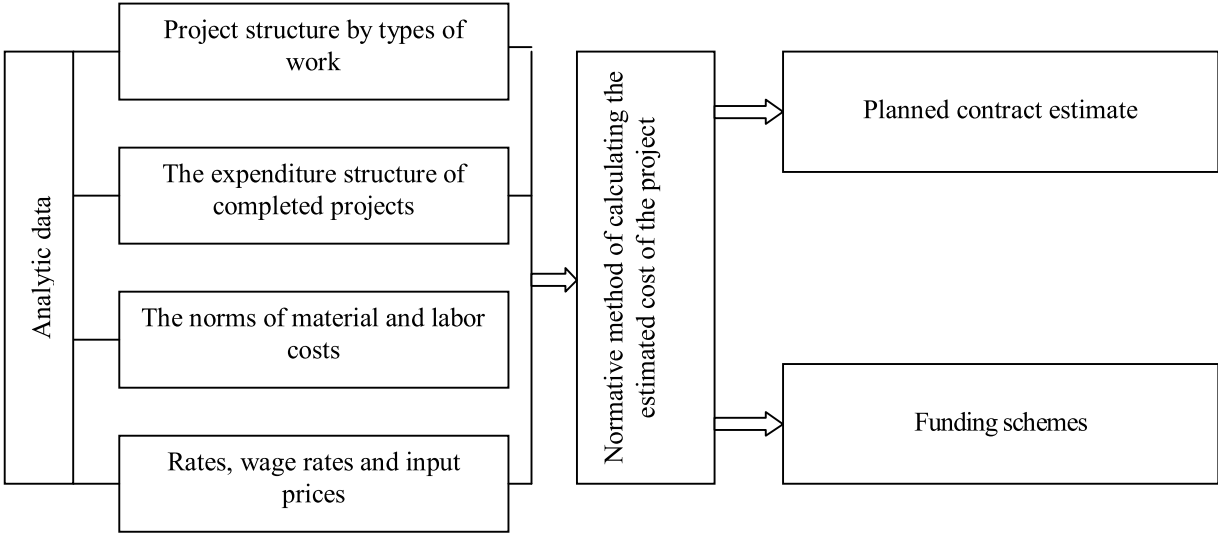 Analytic data
Project structure by types of
work
The expenditure structure of
completed projects
The norms of material and labor
costs
Rates, wage rates and input
prices
Normative method of calculating the
estimated cost of the project
Planned contract estimate
Funding schemes